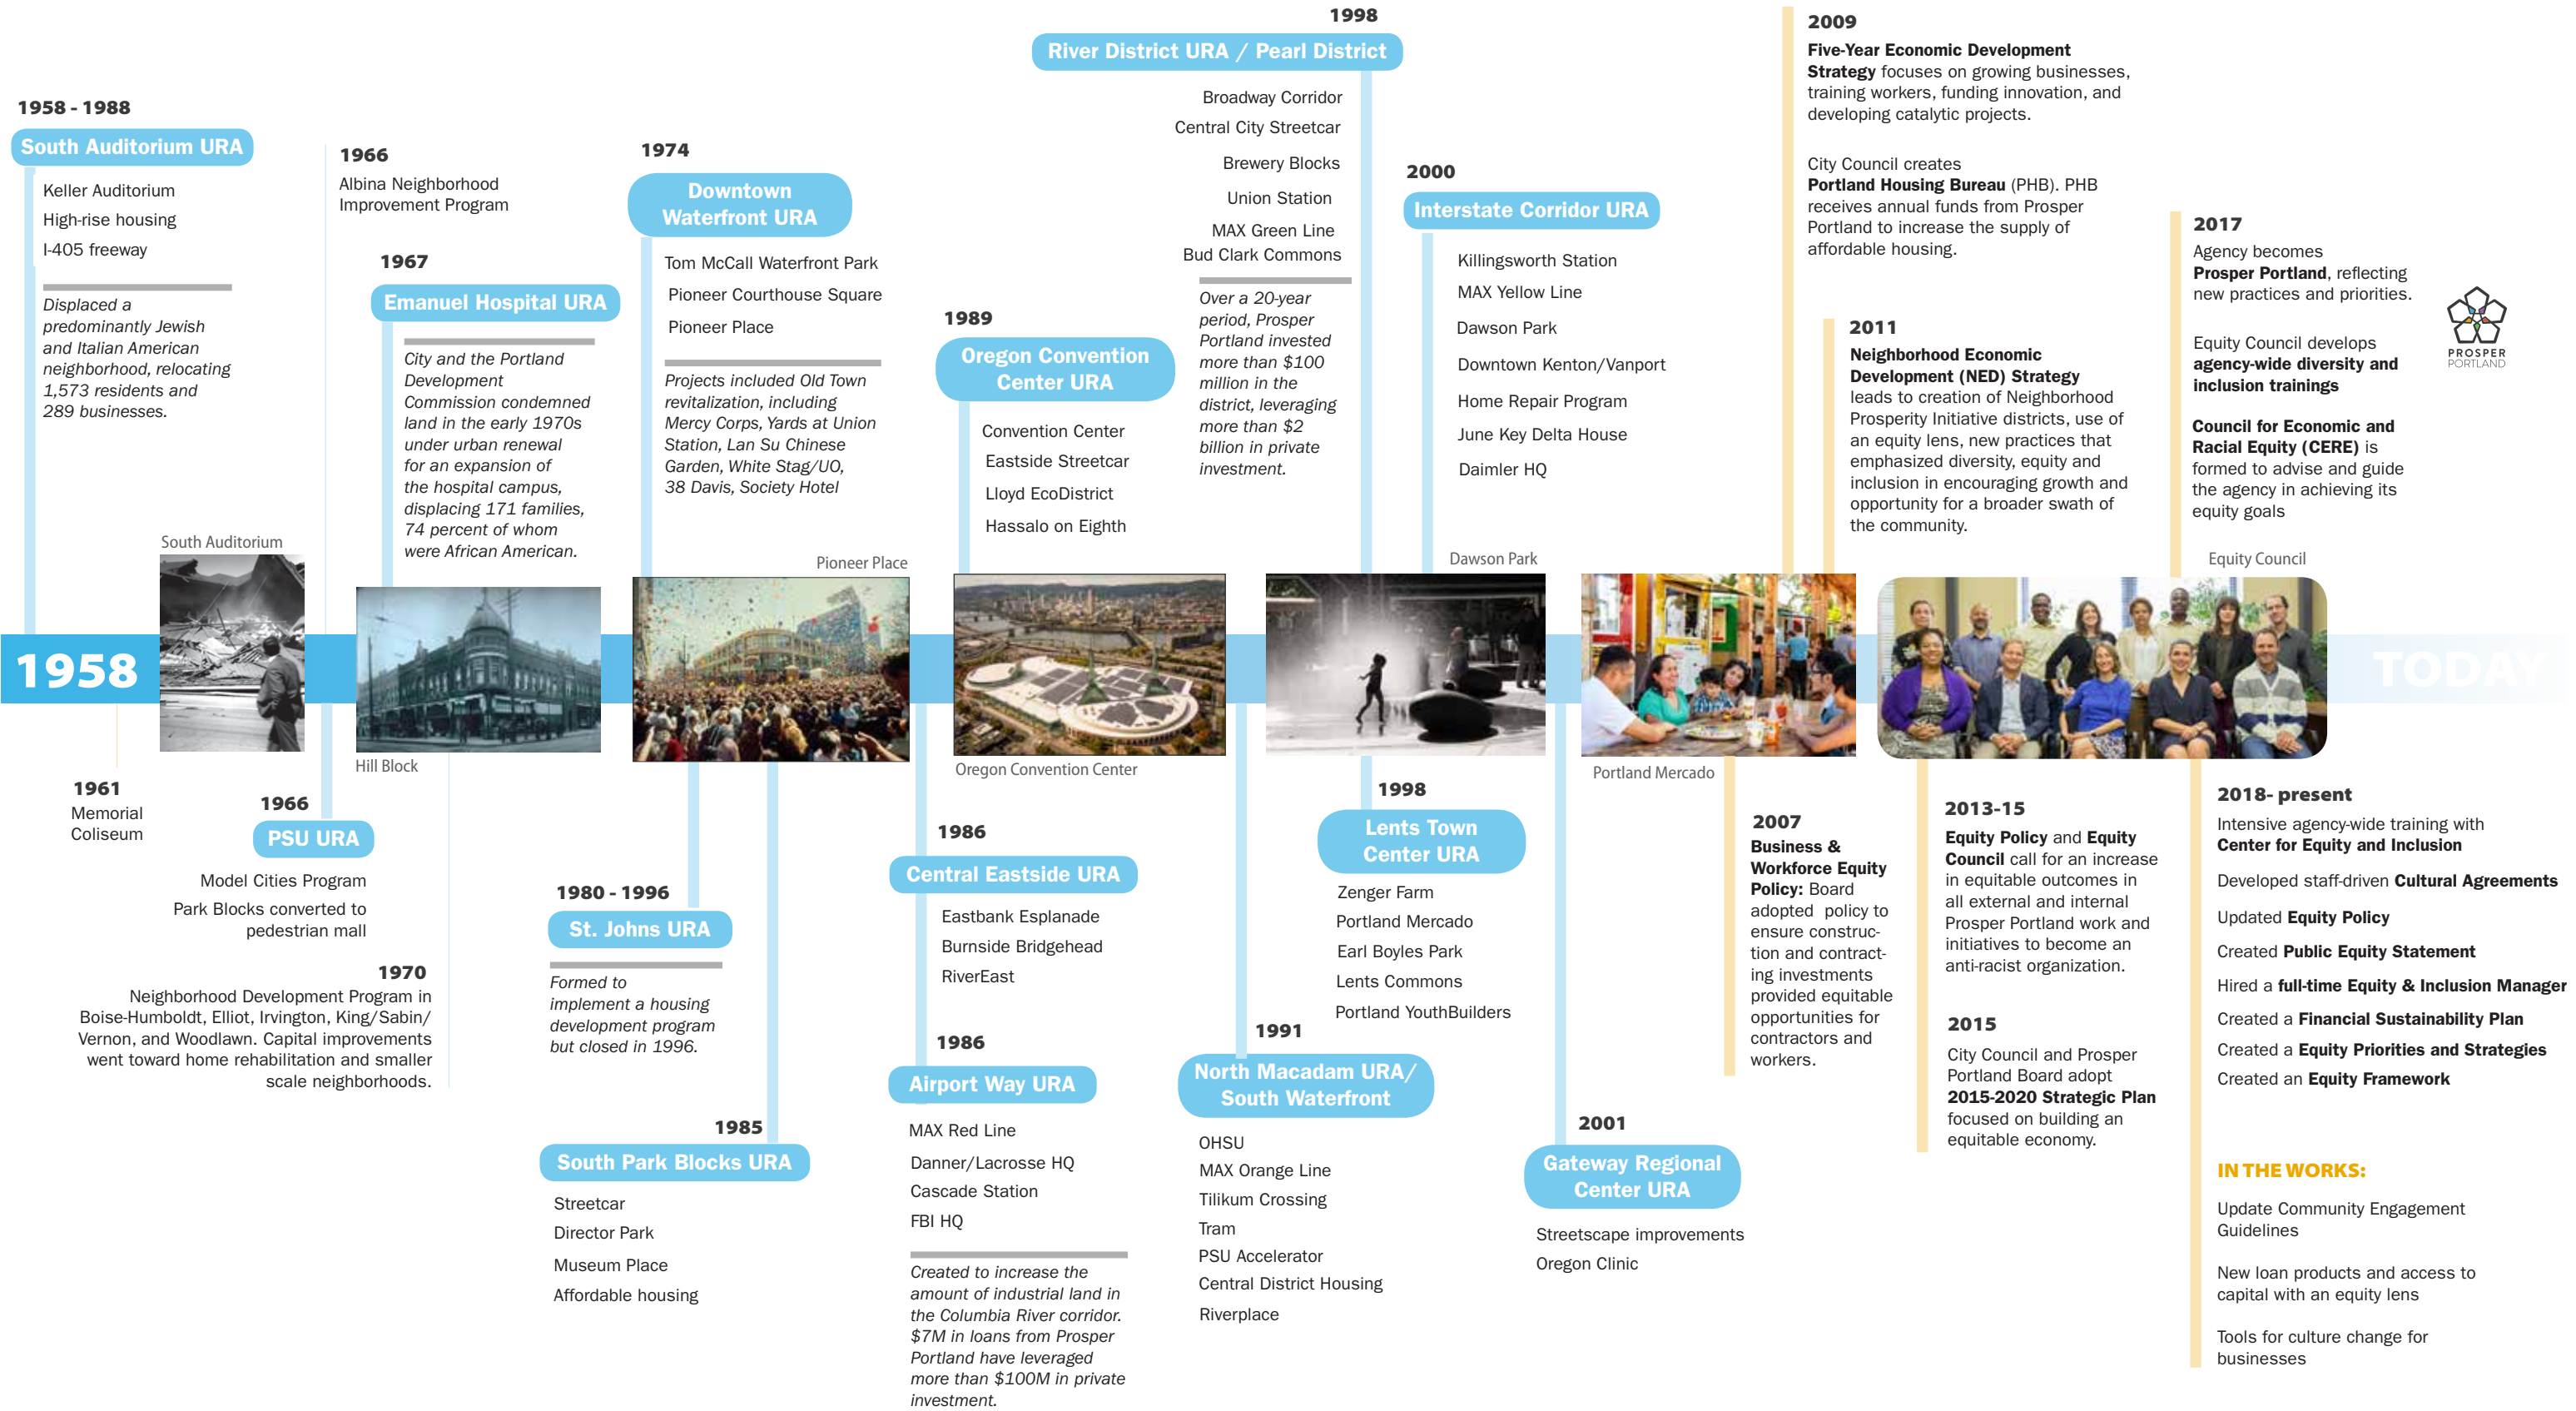 1958 - 1988
South Auditorium URA
Keller Auditorium
High-rise housing
I-405 freeway
Displaced a
predominantly Jewish
and Italian American
neighborhood, relocating
1,573 residents and
289 businesses.
1966
Albina Neighborhood
Improvement Program
1967
Emanuel Hospital URA
City and the Portland
Development
Commission condemned
land in the early 1970s
under urban renewal
for an expansion of
the hospital campus,
displacing 171 families,
74 percent of whom
were African American.
1974
Downtown
Waterfront URA
Tom McCall Waterfront Park
Pioneer Courthouse Square
Pioneer Place
Projects included Old Town
revitalization, including
Mercy Corps, Yards at Union
Station, Lan Su Chinese
Garden, White Stag/UO,
38 Davis, Society Hotel
1989
Oregon Convention
Center URA
Convention Center
Eastside Streetcar
Lloyd EcoDistrict
Hassalo on Eighth
1998
River District URA / Pearl District
Broadway Corridor
Central City Streetcar
Brewery Blocks
Union Station
MAX Green Line
Bud Clark Commons
Over a 20-year
period, Prosper
Portland invested
more than $100
million in the
district, leveraging
more than $2
billion in private
investment.
2000
Interstate Corridor URA
Killingsworth Station
MAX Yellow Line
Dawson Park
Downtown Kenton/Vanport
Home Repair Program
June Key Delta House
Daimler HQ
2009
Five-Year Economic Development
Strategy focuses on growing businesses,
training workers, funding innovation, and
developing catalytic projects.
City Council creates
Portland Housing Bureau (PHB). PHB
receives annual funds from Prosper
Portland to increase the supply of
affordable housing.
2011
Neighborhood Economic
Development (NED) Strategy
leads to creation of Neighborhood
Prosperity Initiative districts, use of
an equity lens, new practices that
emphasized diversity, equity and
inclusion in encouraging growth and
opportunity for a broader swath of
the community.
2017
Agency becomes
Prosper Portland, reflecting
new practices and priorities.
Equity Council develops
agency-wide diversity and
inclusion trainings
Council for Economic and
Racial Equity (CERE) is
formed to advise and guide
the agency in achieving its
equity goals
PROSPER
PORTLAND
South Auditorium
Pioneer Place
Dawson Park
Equity Council
1958
TODAY
Hill Block
Oregon Convention Center
Portland Mercado
1961
Memorial
Coliseum
1966
PSU URA
Model Cities Program
Park Blocks converted to
pedestrian mall
1970
Neighborhood Development Program in
Boise-Humboldt, Elliot, Irvington, King/Sabin/
Vernon, and Woodlawn. Capital improvements
went toward home rehabilitation and smaller
scale neighborhoods.
1980 - 1996
St. Johns URA
Formed to
implement a housing
development program
but closed in 1996.
1985
South Park Blocks URA
Streetcar
Director Park
Museum Place
Affordable housing
1986
Central Eastside URA
Eastbank Esplanade
Burnside Bridgehead
RiverEast
1986
Airport Way URA
MAX Red Line
Danner/Lacrosse HQ
Cascade Station
FBI HQ
Created to increase the
amount of industrial land in
the Columbia River corridor.
$7M in loans from Prosper
Portland have leveraged
more than $100M in private
investment.
1998
Lents Town
Center URA
Zenger Farm
Portland Mercado
Earl Boyles Park
Lents Commons
Portland YouthBuilders
1991
North Macadam URA/
South Waterfront
OHSU
MAX Orange Line
Tilikum Crossing
Tram
PSU Accelerator
Central District Housing
Riverplace
2001
Gateway Regional
Center URA
Streetscape improvements
Oregon Clinic
2007
Business &
Workforce Equity
Policy: Board
adopted policy to
ensure construc-
tion and contract-
ing investments
provided equitable
opportunities for
contractors and
workers.
2013-15
Equity Policy and Equity
Council call for an increase
in equitable outcomes in
all external and internal
Prosper Portland work and
initiatives to become an
anti-racist organization.
2015
City Council and Prosper
Portland Board adopt
2015-2020 Strategic Plan
focused on building an
equitable economy.
2018- present
Intensive agency-wide training with
Center for Equity and Inclusion
Developed staff-driven Cultural Agreements
Updated Equity Policy
Created Public Equity Statement
Hired a full-time Equity & Inclusion Manager
Created a Financial Sustainability Plan
Created a Equity Priorities and Strategies
Created an Equity Framework
IN THE WORKS:
Update Community Engagement
Guidelines
New loan products and access to
capital with an equity lens
Tools for culture change for
businesses